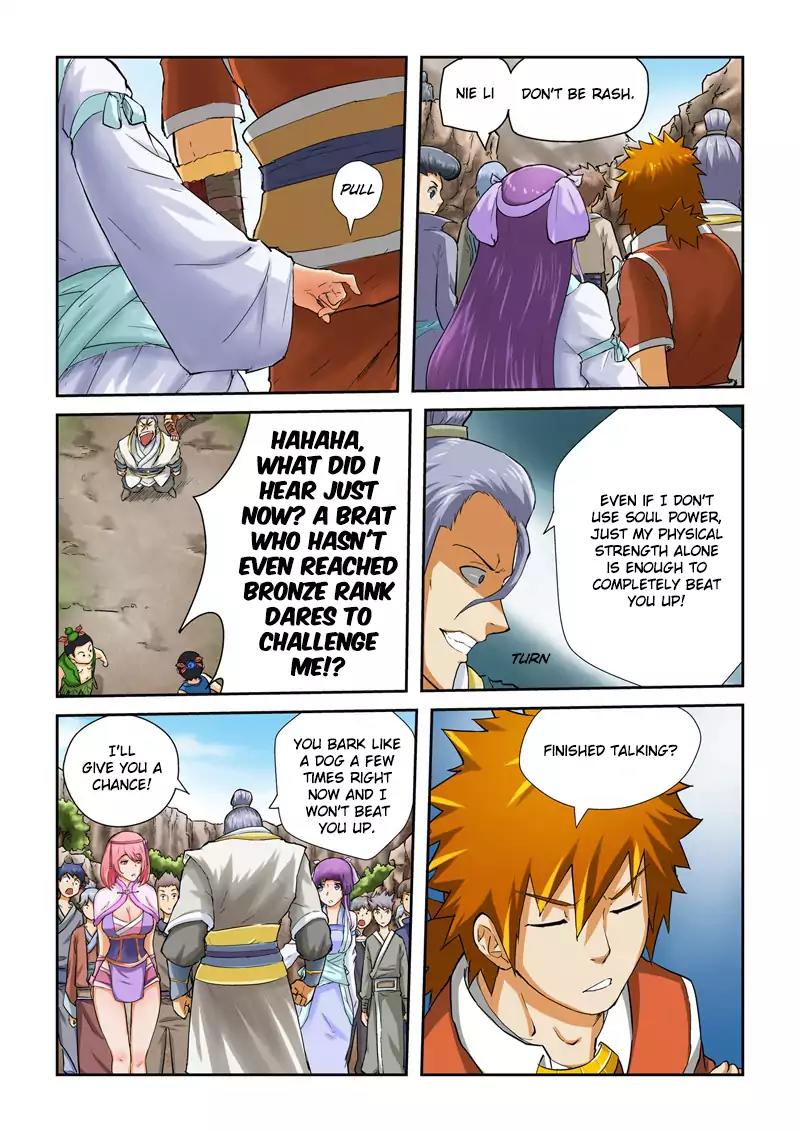 PULL
NIE LI
DON'T BE RASH.
HAHAHA,
WHAT DID I
HEAR JUST
NOW? A BRAT
WHO HASN'T
EVEN REACHED
BRONZE RANK
DARES TO
CHALLENGE
ME!?
EVEN IF I DON'T
USE SOUL POWER,
JUST MY PHYSICAL
STRENGTH ALONE
IS ENOUGH TO
COMPLETELY BEAT
YOU UP!
TURN
I'LL
GIVE YOU A
CHANCE!
YOU BARK LIKE
A DOG A FEW
TIMES RIGHT
NOW AND I
WON'T BEAT
YOU UP.
FINISHED TALKING?